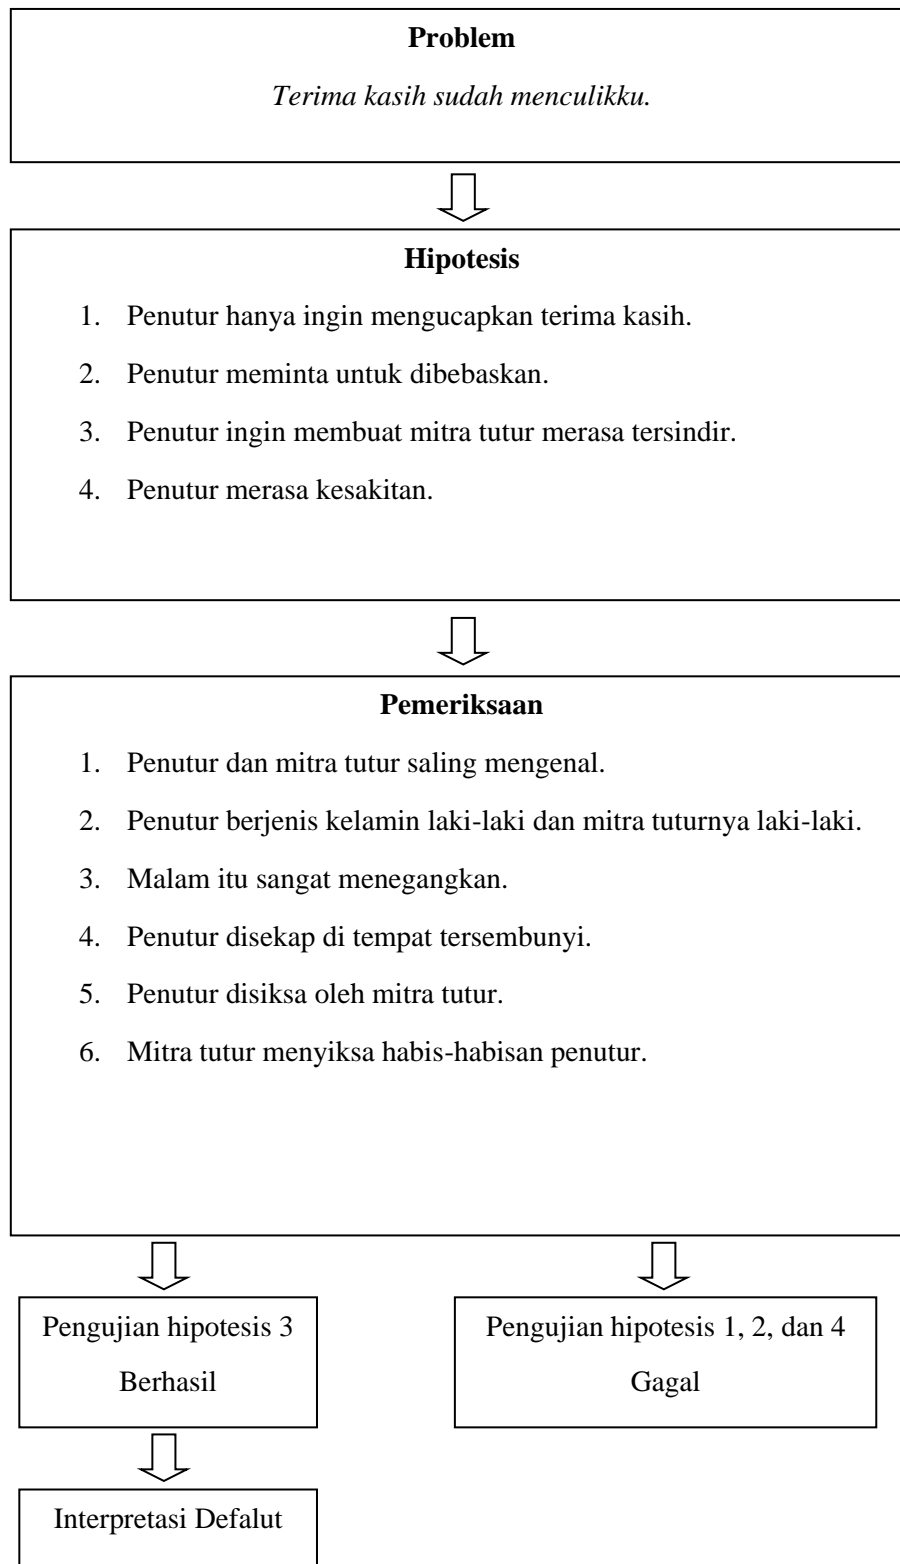 Problem
Terima kasih sudah menculikku.
Hipotesis
1. Penutur hanya ingin mengucapkan terima kasih.
2. Penutur meminta untuk dibebaskan.
3. Penutur ingin membuat mitra tutur merasa tersindir.
4. Penutur merasa kesakitan.
Pemeriksaan
1. Penutur dan mitra tutur saling mengenal.
2. Penutur berjenis kelamin laki-laki dan mitra tuturnya laki-laki.
3. Malam itu sangat menegangkan.
4. Penutur disekap di tempat tersembunyi.
5. Penutur disiksa oleh mitra tutur.
6. Mitra tutur menyiksa habis-habisan penutur.
Pengujian hipotesis 3
Berhasil
Pengujian hipotesis 1, 2, dan 4
Gagal
Interpretasi Defalut